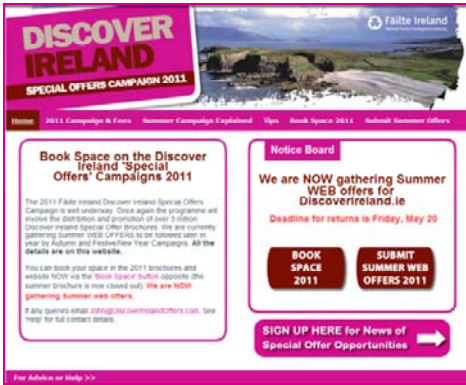 DISCOVER
IRELAND
SPECIAL OFFERS CAMPAIGN 2011
Fáilte Ireland
Home 2011 Campaign & Fees Summer Campaign Explained Tips Book Space 2011 Submit Summer Offers
Book Space on the Discover
Ireland 'Special
Offers' Campaigns 2011
The 2011 Fáilte Ireland Discover Ireland Special Offers
Campaign is well underway. Once again the programme will
involve the distribution and promotion of over 3 million
Discover Ireland Special Offer Brochures. We are currently
gathering Summer WEB OFFERS to be followed later in
year by Autumn and Festive/New Year Campaigns. All the
details are on this website.
You can book your space in the 2011 brochures and
website NOW via the 'Book Space' button opposite (the
summer brochure is now closed out). We are NOW
gathering summer web offers.
If any queries email John@DiscoverIrelandOffers.com. See
'Help' for full contact details.
Notice Board
We are NOW gathering Summer
WEB offers for
Discoverireland.ie
Deadline for returns is Friday, May 20
BOOK
SPACE
2011
SUBMIT
SUMMER WEB
OFFERS 2011
SIGN UP HERE for News of
Special Offer Opportunities
For Advice or Help >>